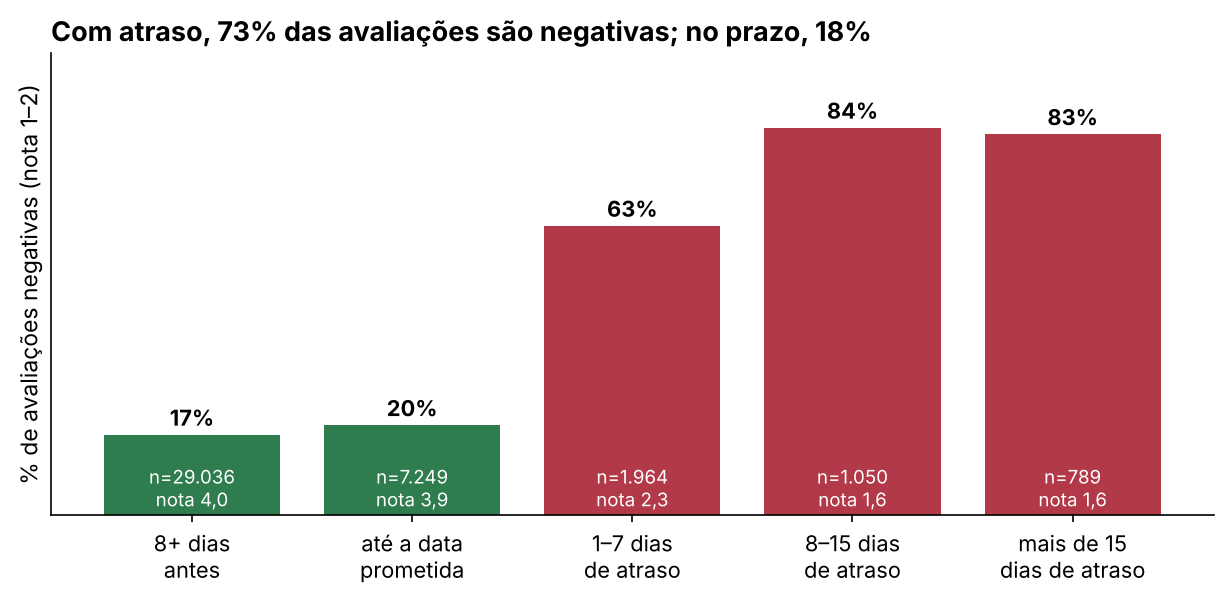 Com atraso, 73% das avaliações são negativas; no prazo, 18%
% de avaliações negativas (nota 1–2)
17%
20%
63%
84%
83%
n=29.036
nota 4,0
n=7.249
nota 3,9
n=1.964
nota 2,3
n=1.050
nota 1,6
n=789
nota 1,6
8+ dias
antes
até a data
prometida
1–7 dias
de atraso
8–15 dias
de atraso
mais de 15
dias de atraso